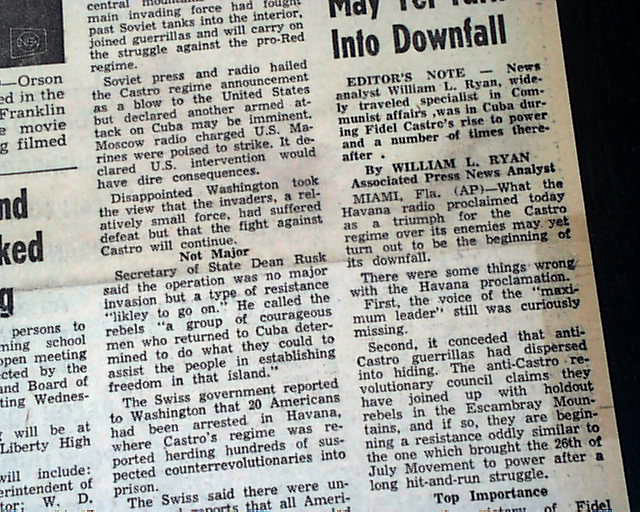 NEA
—Orson
ed in the
Franklin
e movie
g filmed
nd
ked
g
persons to
ming school
open meeting
cted by the
and Board of
ting Wednes-
will be at
Liberty High
will include:
erintendent of
tor; W. D.
central
main invading force had fought
past Soviet tanks into the interior,
joined guerrillas and will carry on
the struggle against the pro-Red
regime.
Soviet press and radio hailed
the Castro regime announcement
as a blow to the United States
but declared another armed at-
tack on Cuba may be imminent.
Moscow radio charged U.S. Ma-
rines were poised to strike. It de-
clared U.S. intervention would
have dire consequences.
Disappointed Washington took
the view that the invaders, a rel-
atively small force, had suffered
defeat but that the fight against
Castro will continue.
Not Major
Secretary of State Dean Rusk
said the operation was no major
invasion but a type of resistance
"likley to go on." He called the
rebels "a group of courageous
men who returned to Cuba deter-
mined to do what they could to
assist the people in establishing
freedom in that island."
The Swiss government reported
to Washington that 20 Americans
had been arrested in Havana,
where Castro's regime was re-
ported herding hundreds of sus-
pected counterrevolutionaries into
prison.
The Swiss said there were un-
reports that all Ameri-
May Yet Turn
Into Downfall
EDITOR'S NOTE — News
analyst William L. Ryan, wide-
ly traveled specialist in Com-
munist affairs ,was in Cuba dur-
ing Fidel Castro's rise to power
and a number of times there-
after .
By WILLIAM L. RYAN
Associated Press News Analyst
MIAMI, Fla. (AP)—What the
Havana radio proclaimed today
as a triumph for the Castro
regime over its enemies may yet
turn out to be the beginning of
its downfall.
There were some things wrong
with the Havana proclamation.
First, the voice of the "maxi-
mum leader" still was curiously
missing.
Second, it conceded that anti-
Castro guerrillas had dispersed
into hiding. The anti-Castro re-
volutionary council claims they
have joined up with holdout
rebels in the Escambray Moun-
tains, and if so, they are begin-
ning a resistance oddly similar to
the one which brought the 26th of
July Movement to power after a
long hit-and-run struggle.
Top Importance
of Fidel